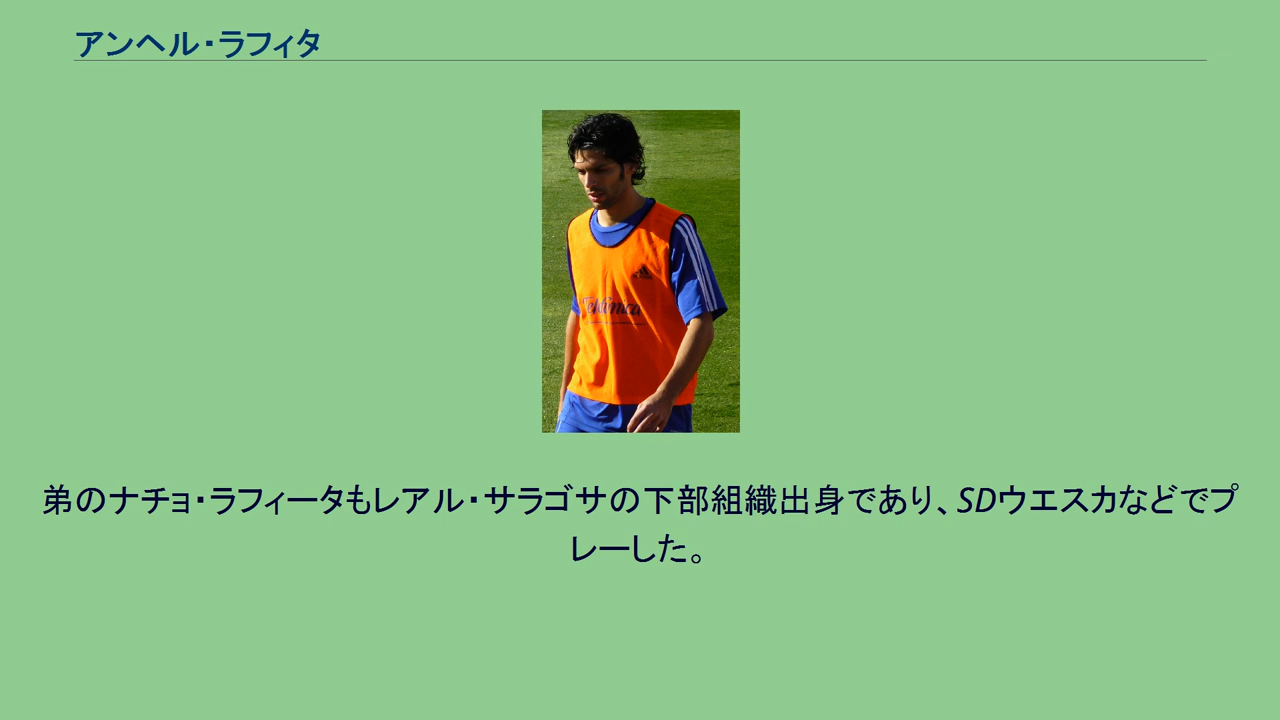 アンヘル・ラフィタ
Telefónica
弟のナチョ・ラフィータもレアル・サラゴサの下部組織出身であり、SDウエスカなどでプ
レーした。